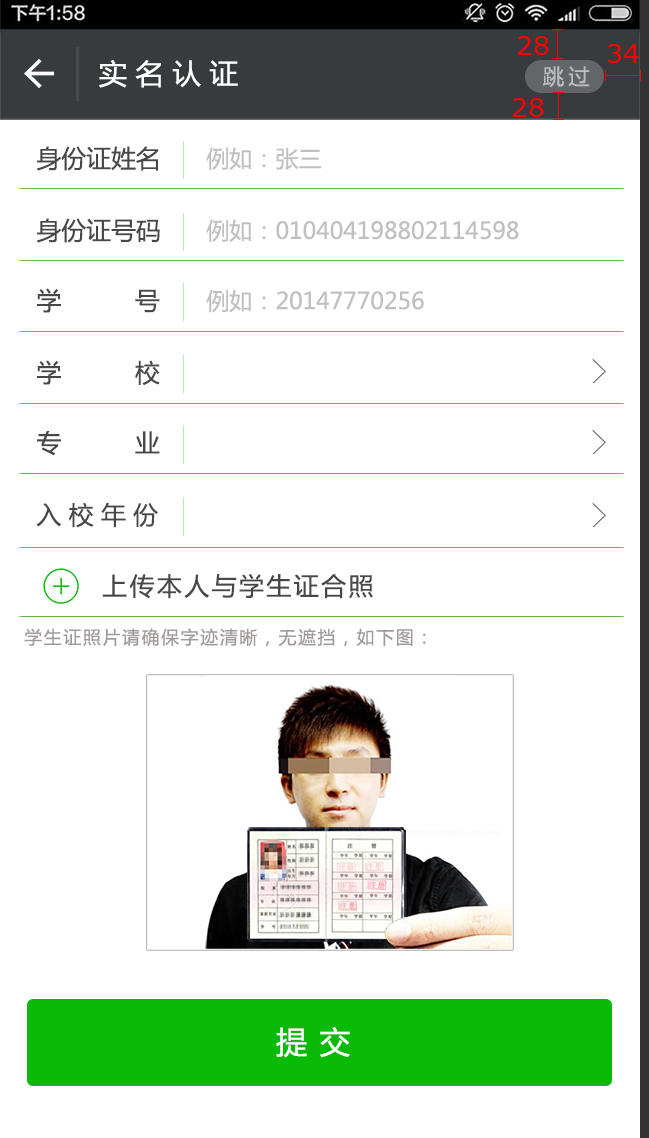 下午1:58
28
34
实名认证
跳过
28
身份证姓名 例如：张三
身份证号码 例如：010404198802114598
学号 例如：20147770256
学校
专业
入校年份
上传本人与学生证合照
学生证照片请确保字迹清晰，无遮挡，如下图：
注册
提交